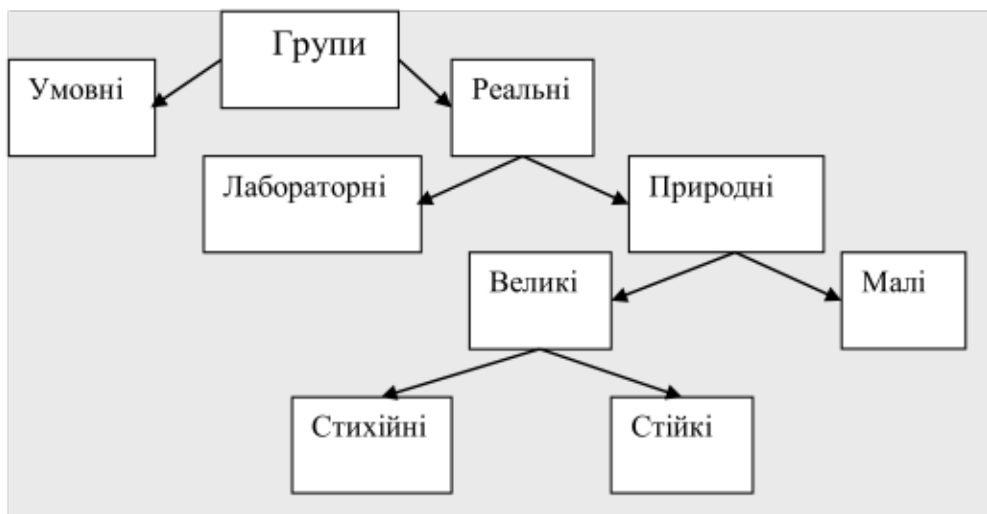 Групи
Умовні
Реальні
Лабораторні
Природні
Великі
Малі
Стихійні
Стійкі